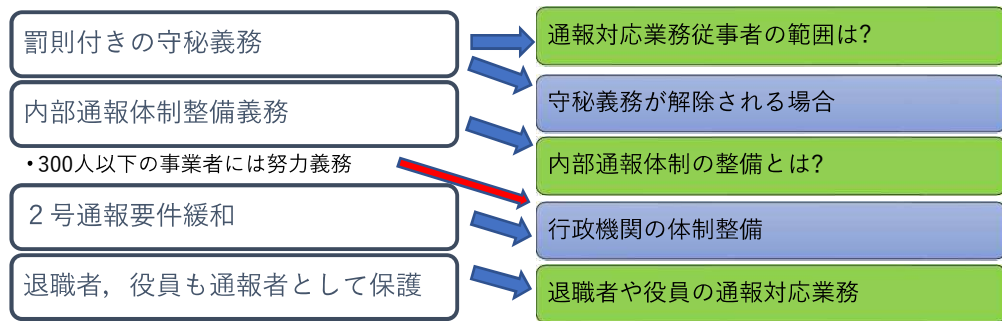 罰則付きの守秘義務
内部通報体制整備義務
・300人以下の事業者には努力義務
２号通報要件緩和
退職者，役員も通報者として保護
通報対応業務従事者の範囲は?
守秘義務が解除される場合
内部通報体制の整備とは?
行政機関の体制整備
退職者や役員の通報対応業務